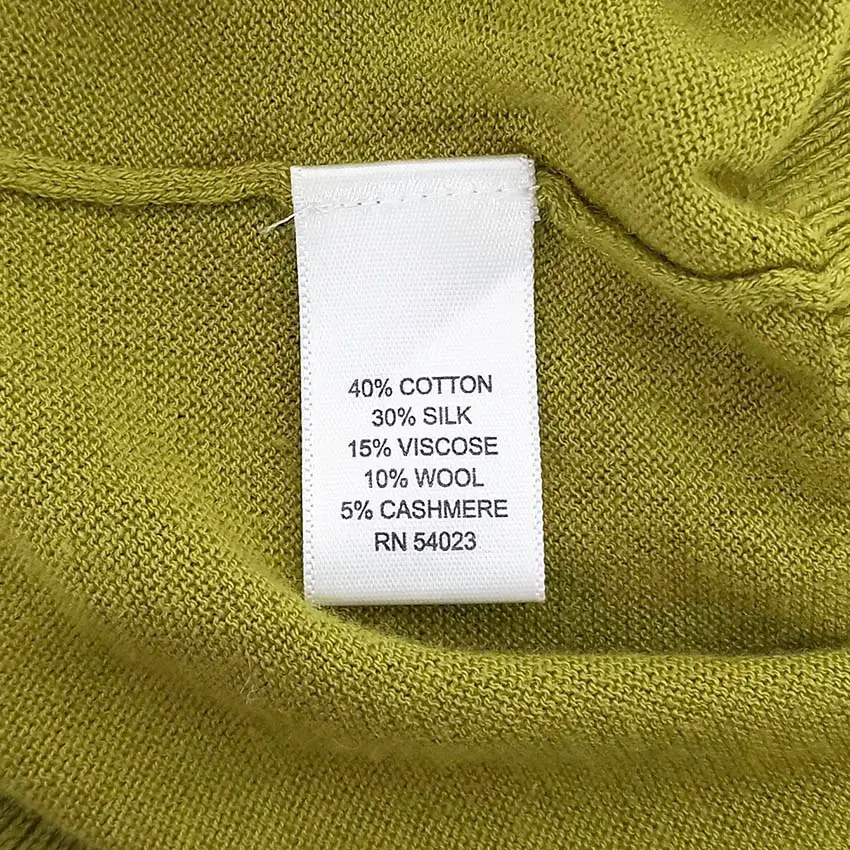 40% COTTON
30% SILK
15% VISCOSE
10% WOOL
5% CASHMERE
RN 54023